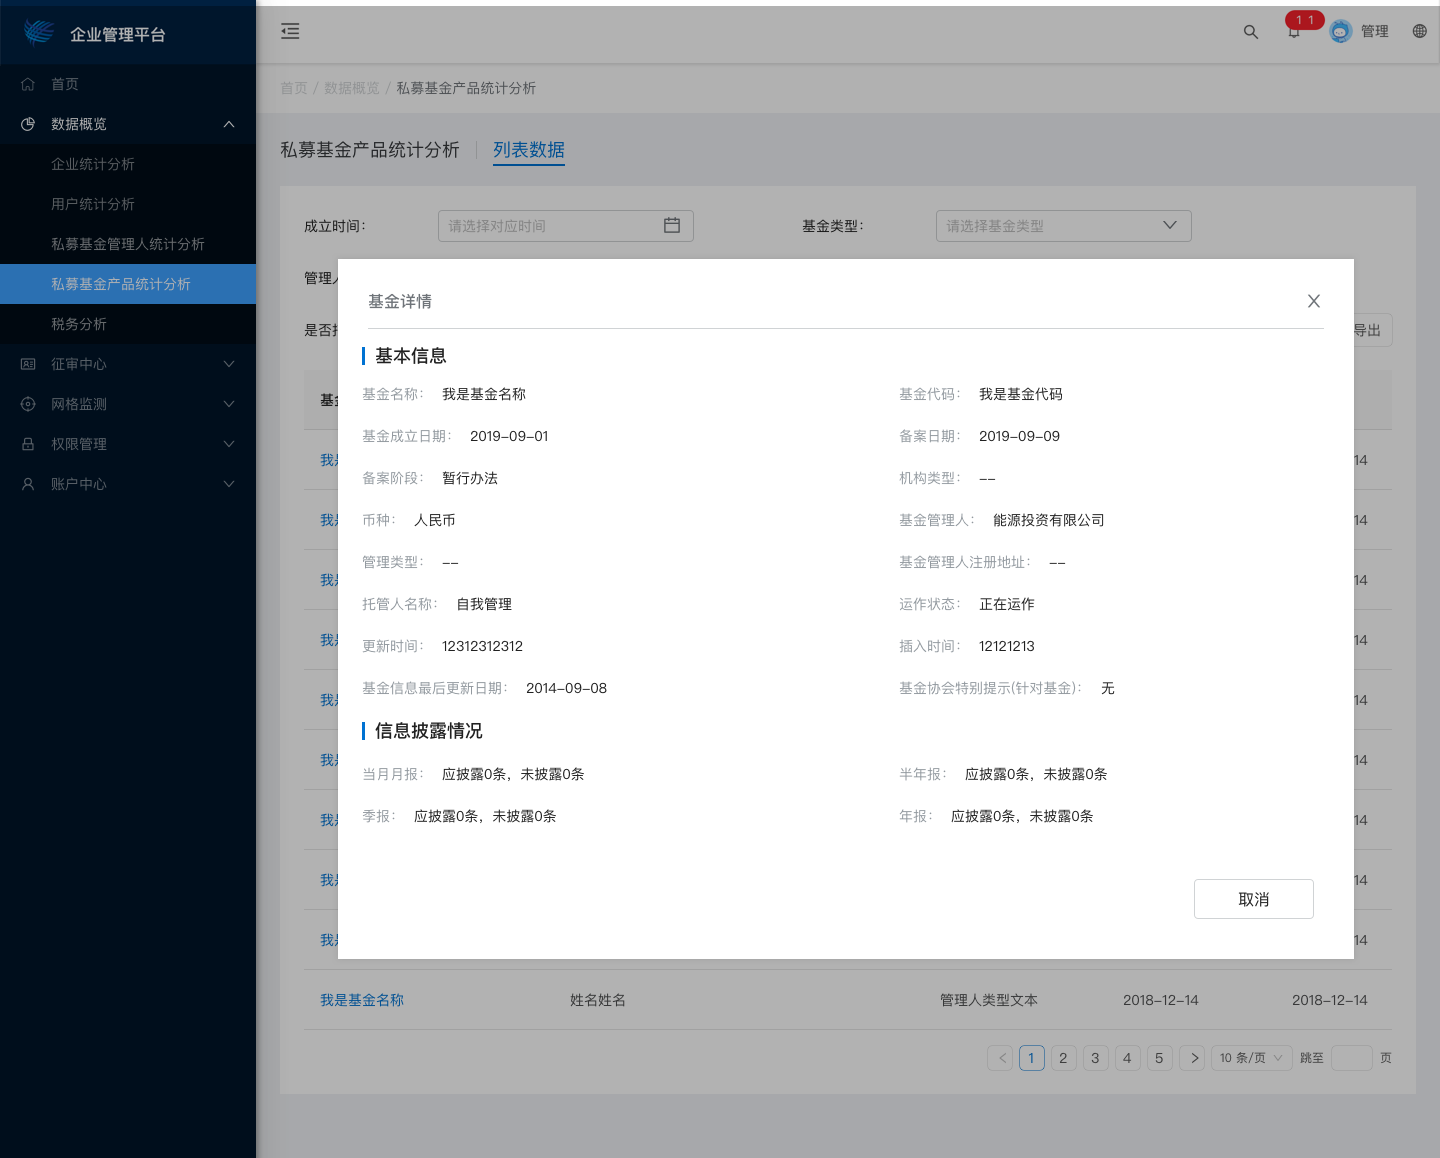 企业管理平台
首页
数据概览
企业统计分析
用户统计分析
私募基金管理人统计分析
私募基金产品统计分析
税务分析
征审中心
网格监测
权限管理
账户中心
11
管理
首页 / 数据概览 / 私募基金产品统计分析
私募基金产品统计分析 列表数据
成立时间: 请选择对应时间 基金类型: 请选择基金类型
管理
是否 导出
基
我 14
我 14
我 14
我 14
我 14
我 14
我 14
我 14
我 14
基金详情
基本信息
基金名称: 我是基金名称 基金代码: 我是基金代码
基金成立日期: 2019-09-01 备案日期: 2019-09-09
备案阶段: 暂行办法 机构类型: --
币种: 人民币 基金管理人: 能源投资有限公司
管理类型: -- 基金管理人注册地址: --
托管人名称: 自我管理 运作状态: 正在运作
更新时间: 12312312312 插入时间: 12121213
基金信息最后更新日期: 2014-09-08 基金协会特别提示(针对基金): 无
信息披露情况
当月月报: 应披露0条，未披露0条 半年报: 应披露0条，未披露0条
季报: 应披露0条，未披露0条 年报: 应披露0条，未披露0条
取消
我是基金名称 姓名姓名 管理人类型文本 2018-12-14 2018-12-14
1 2 3 4 5 10 条/页 跳至 页